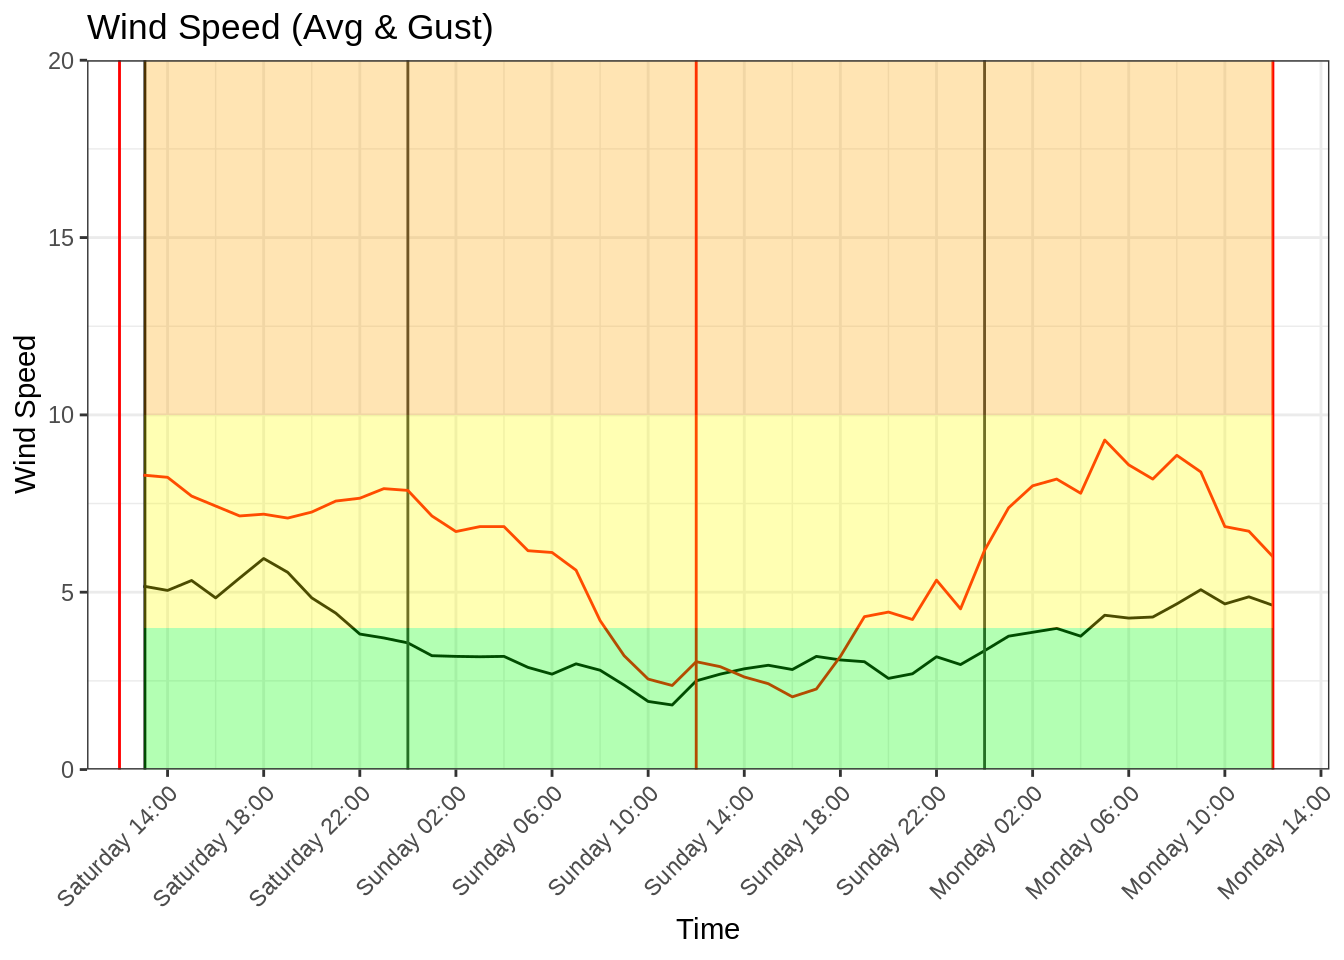 Wind Speed (Avg & Gust)
20
15
10
5
0
Wind Speed
Saturday 14:00
Saturday 18:00
Saturday 22:00
Sunday 02:00
Sunday 06:00
Sunday 10:00
Sunday 14:00
Sunday 18:00
Sunday 22:00
Monday 02:00
Monday 06:00
Monday 10:00
Monday 14:00
Time